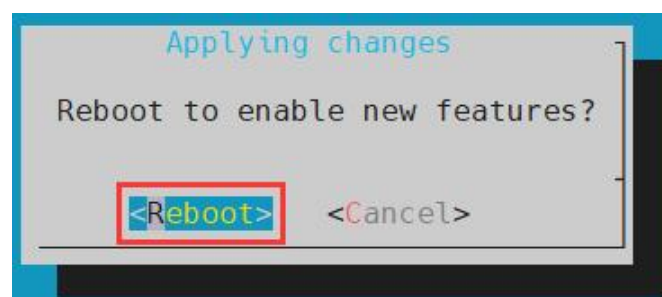 Applying changes
Reboot to enable new features?
<Reboot> <Cancel>